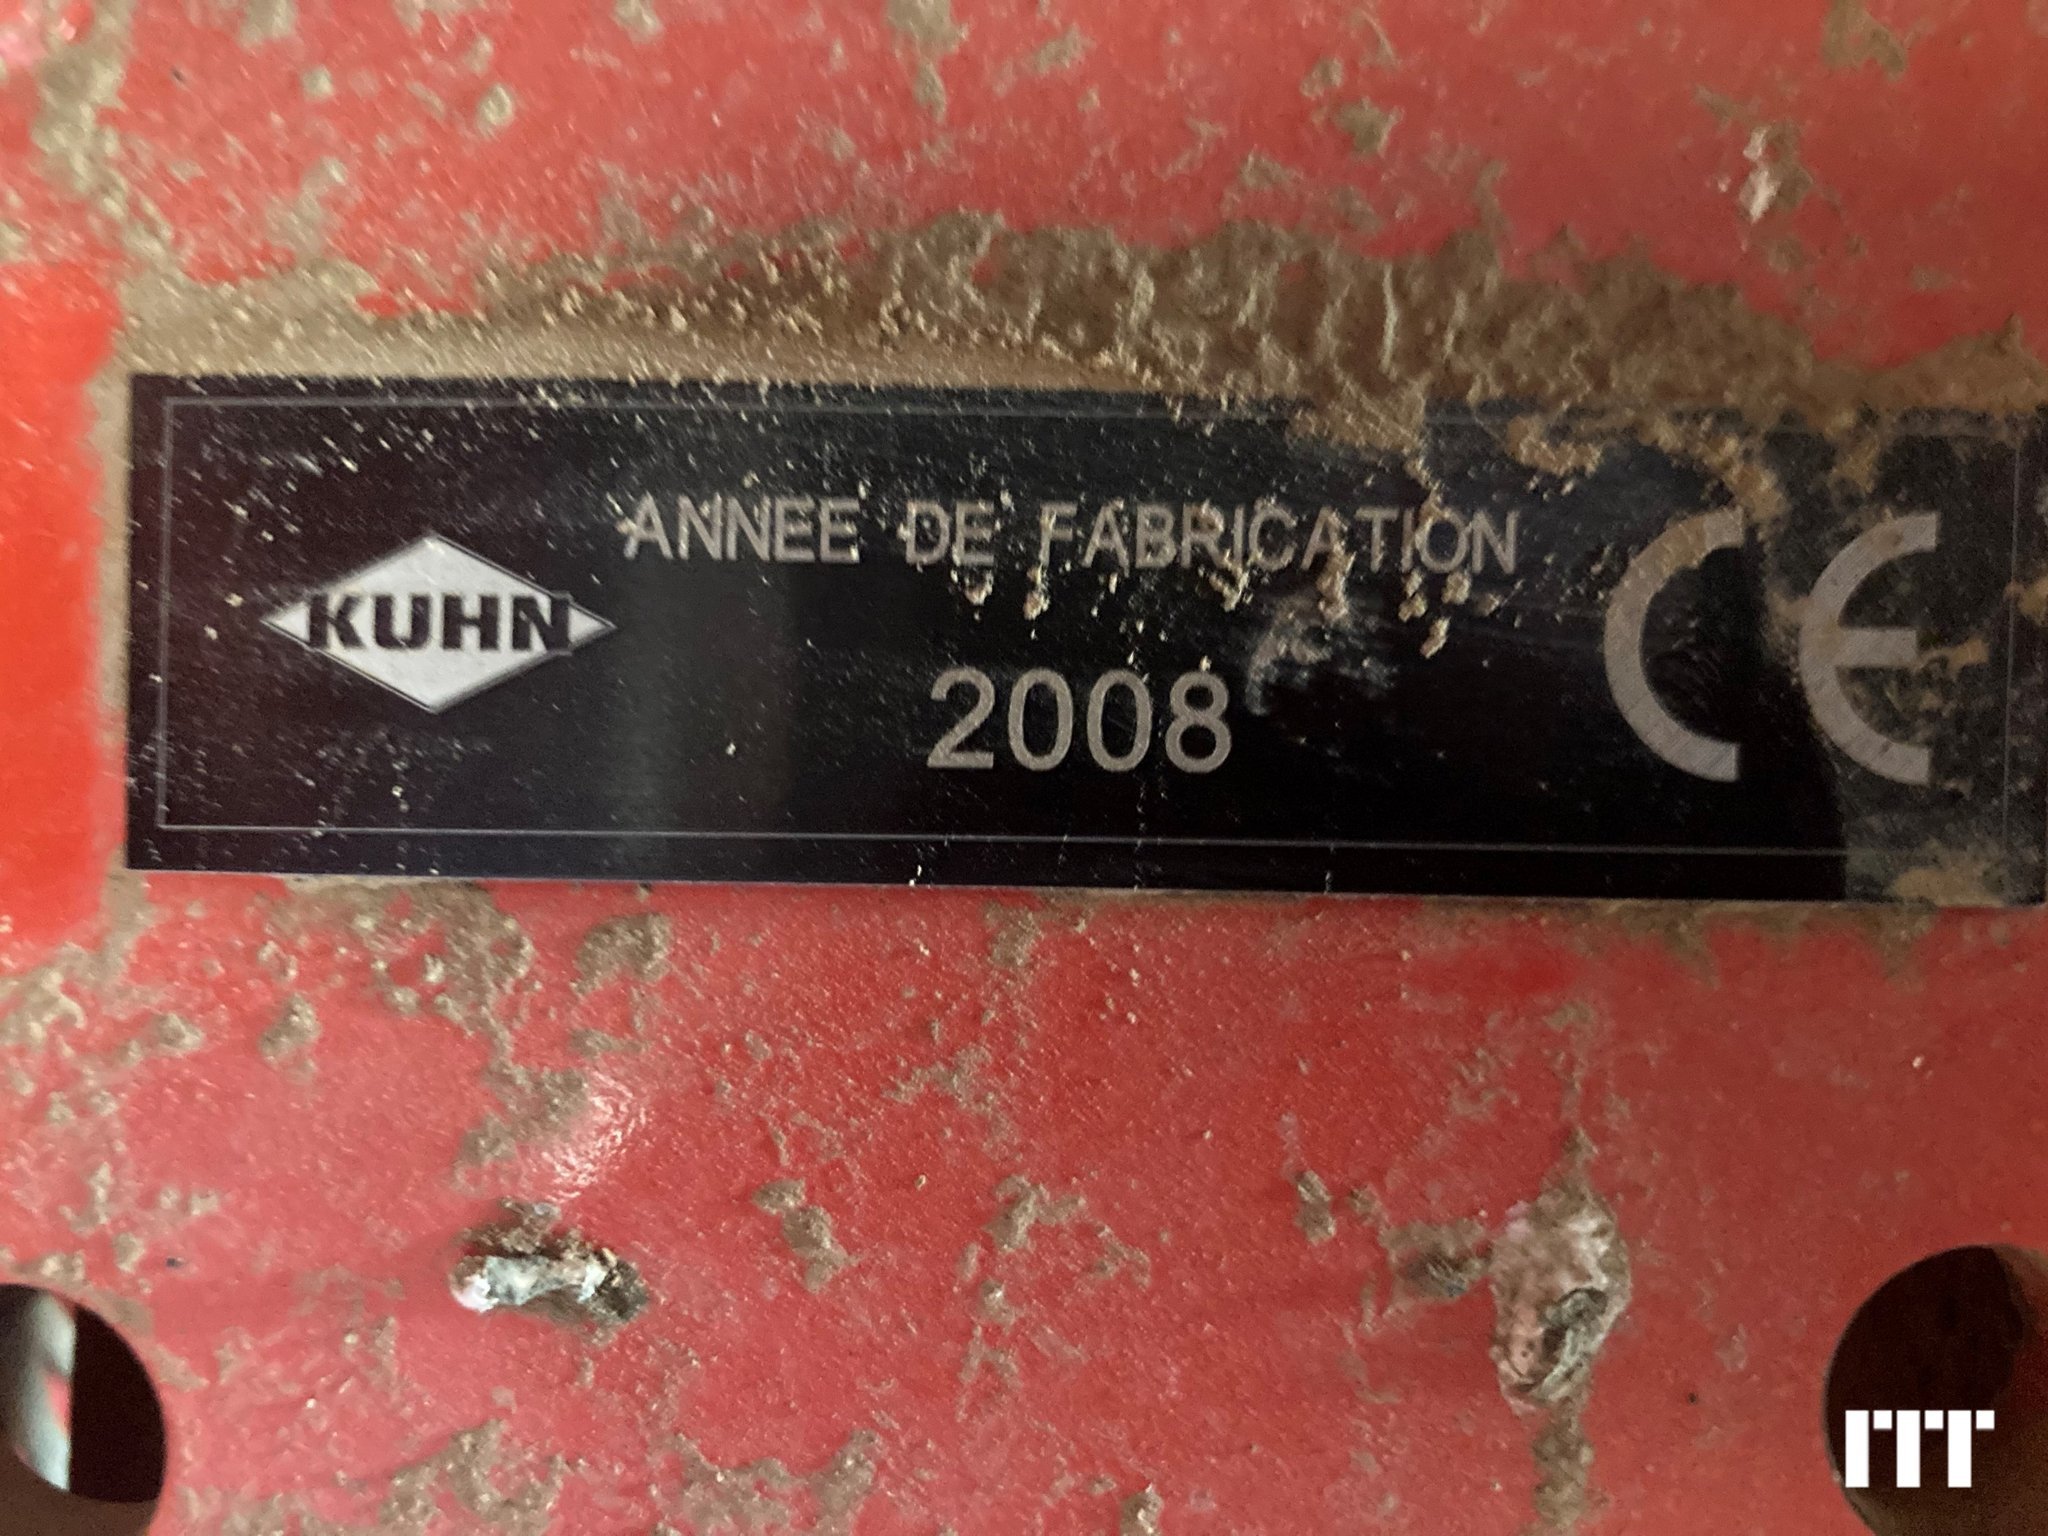 ANNEE DE FABRICATION
KUHN
2008
CE